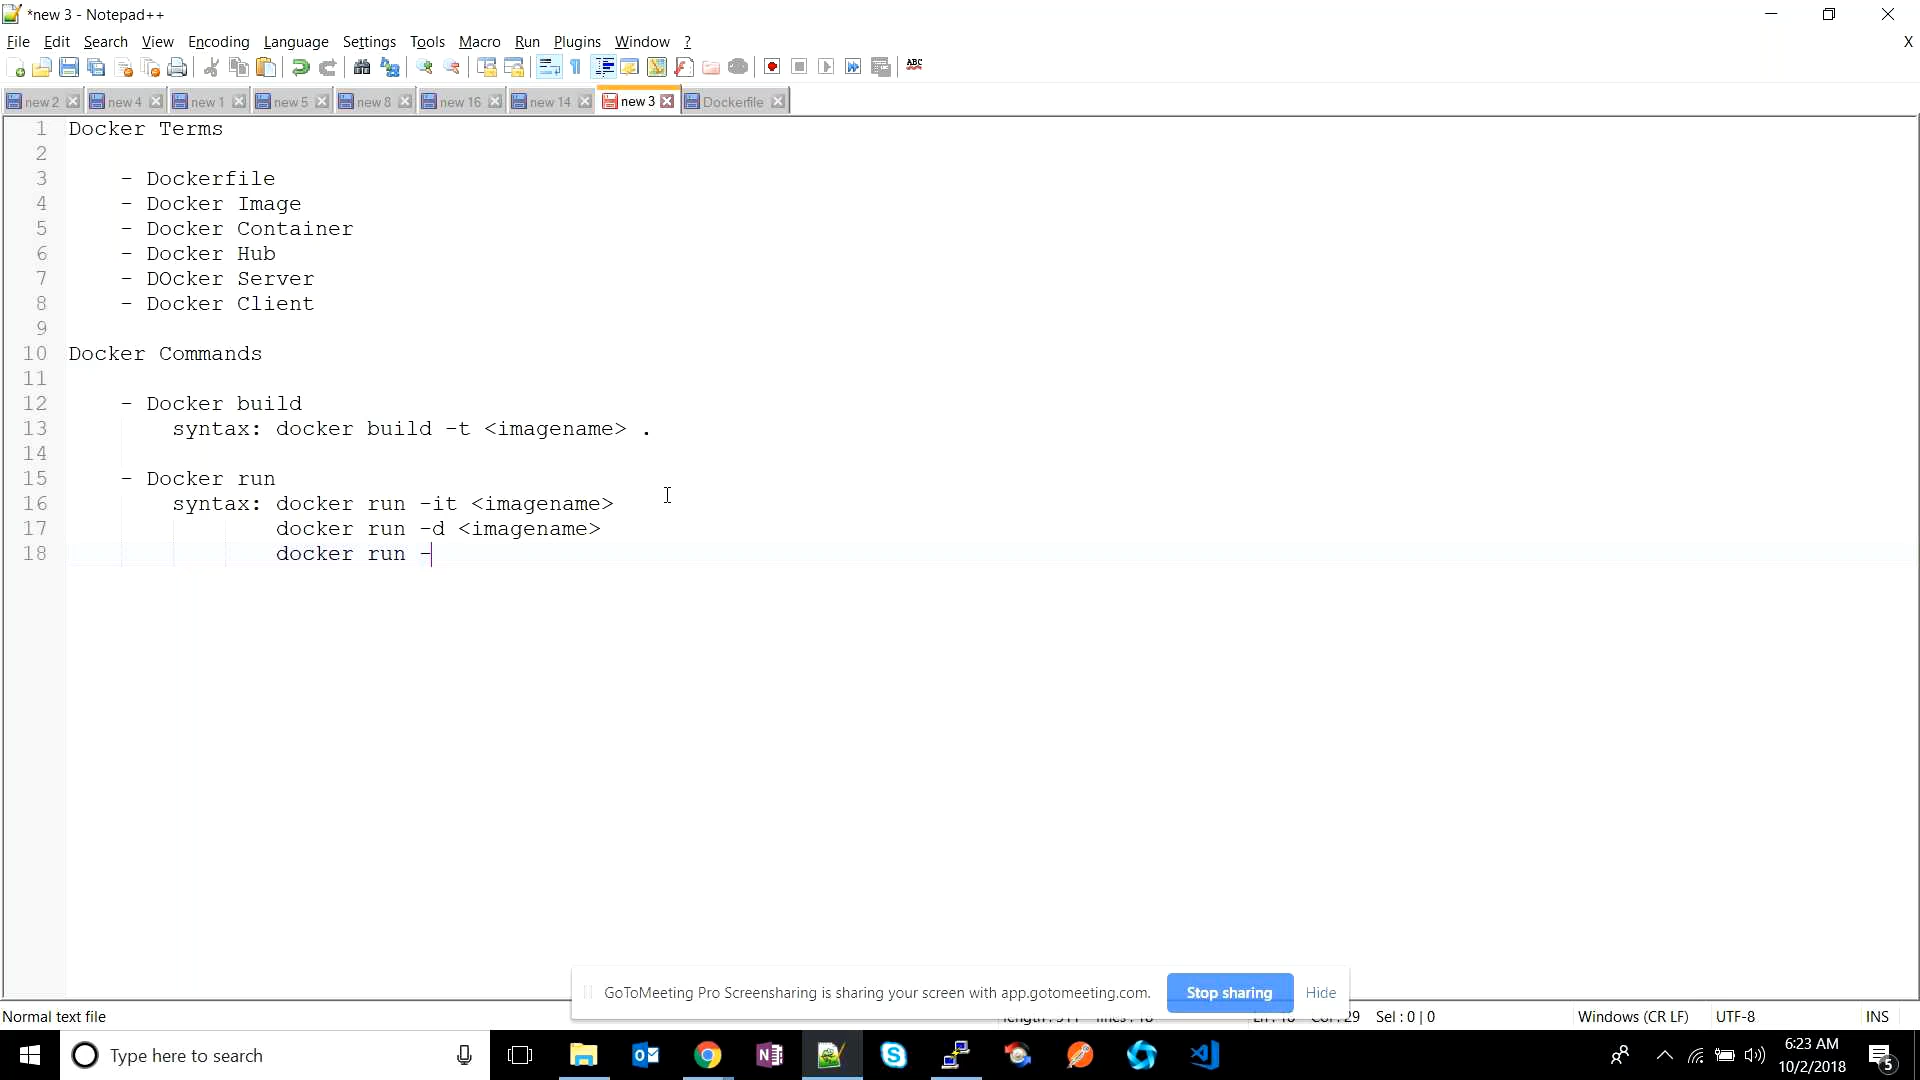 *new 3 - Notepad++
File Edit Search View Encoding Language Settings Tools Macro Run Plugins Window ?
X
ABC
new 2 new 4 new 1 new 5 new 8 new 16 new 14 new 3 Dockerfile
1 Docker Terms
2
3 - Dockerfile
4 - Docker Image
5 - Docker Container
6 - Docker Hub
7 - DOcker Server
8 - Docker Client
9
10 Docker Commands
11
12 - Docker build
13 syntax: docker build -t <imagename> .
14
15 - Docker run
16 syntax: docker run -it <imagename>
17 docker run -d <imagename>
18 docker run -
GoToMeeting Pro Screensharing is sharing your screen with app.gotomeeting.com. Stop sharing Hide
Normal text file Sel : 0 | 0 Windows (CR LF) UTF-8 INS
Type here to search
6:23 AM
10/2/2018
5